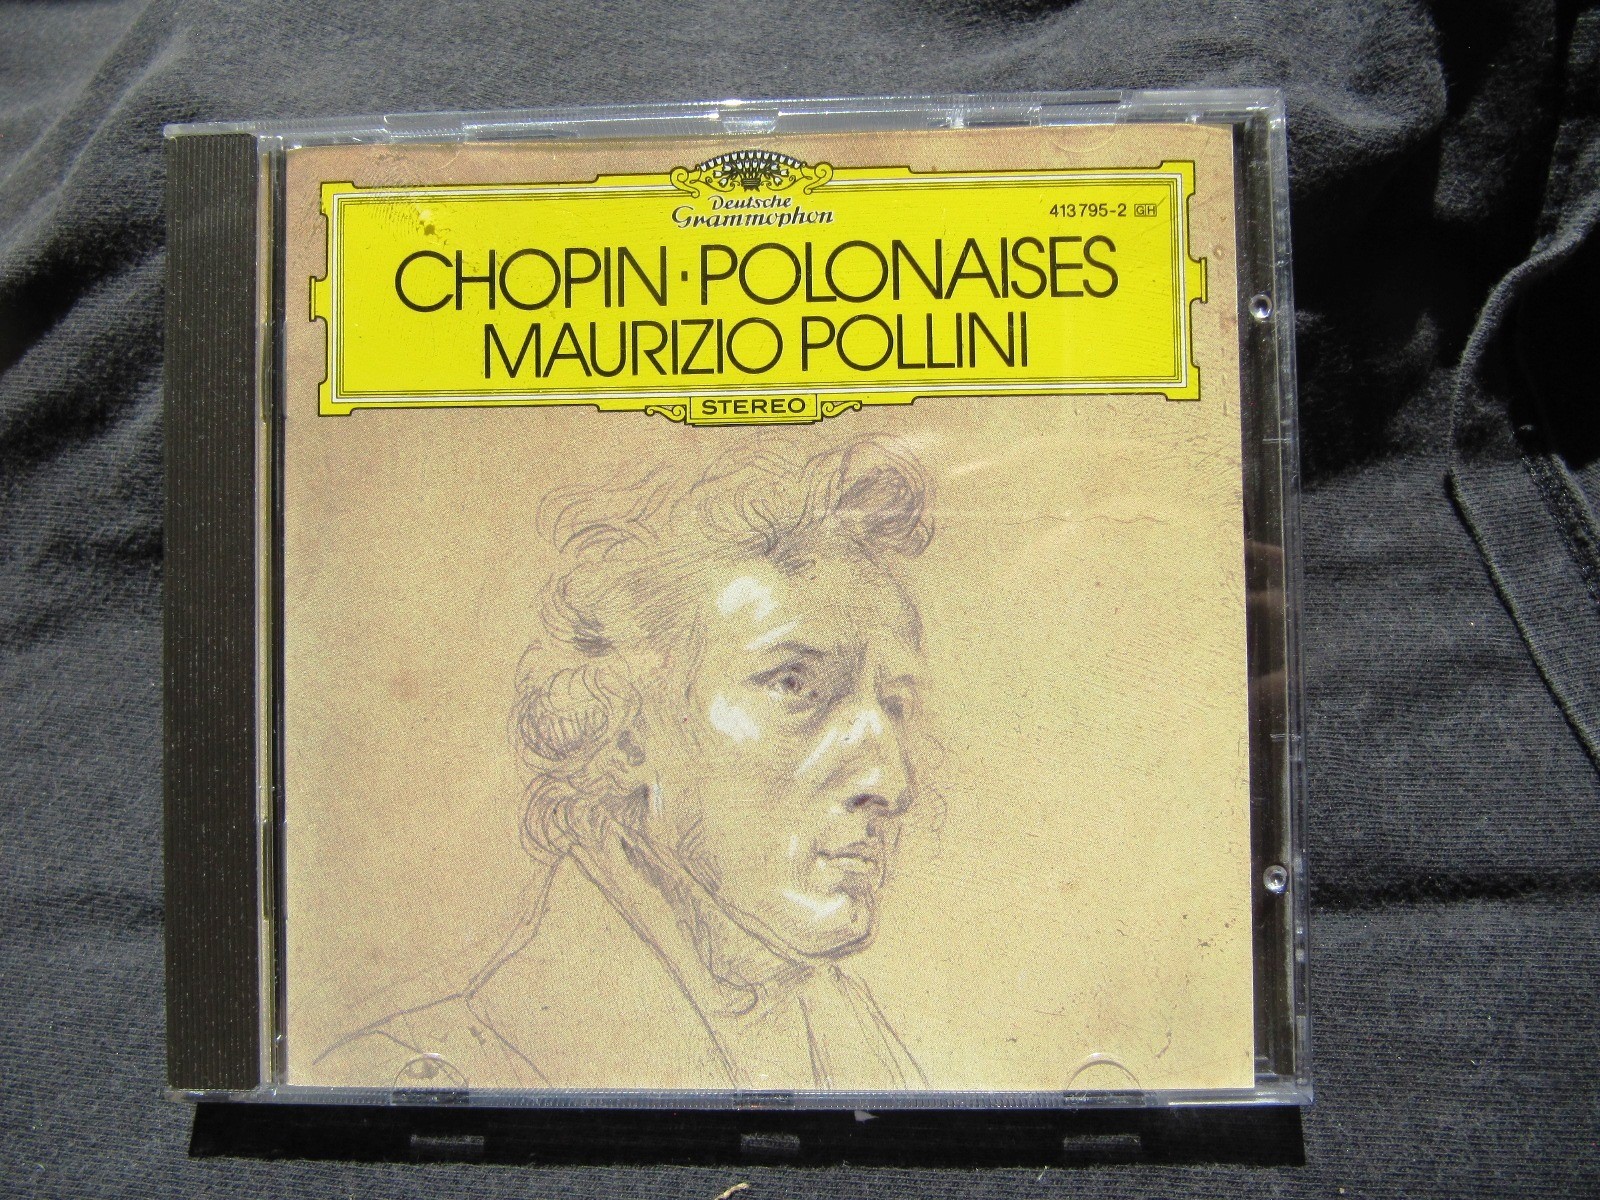 Deutsche
Grammophon
413 795-2 GH
CHOPIN · POLONAISES
MAURIZIO POLLINI
STEREO